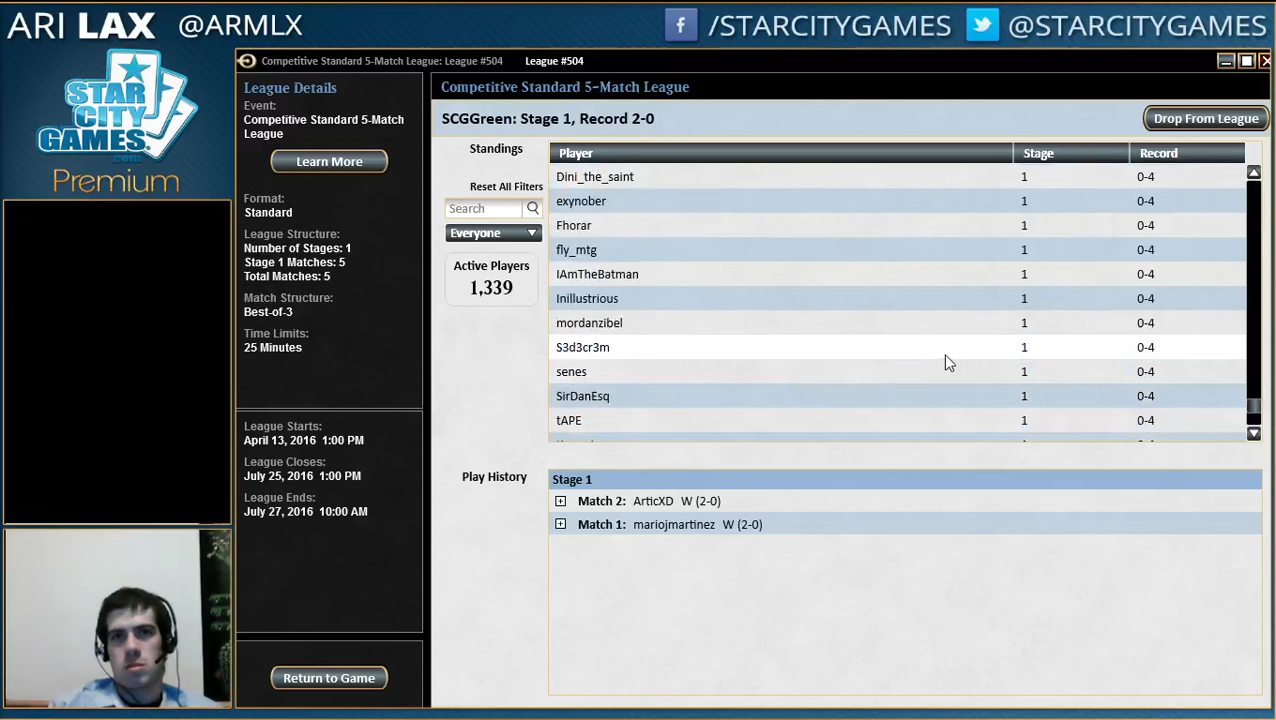 ARI LAX @ARMLX
/STARCITYGAMES
@STARCITYGAMES
STAR
CITY
GAMES
.com
Premium
Competitive Standard 5-Match League: League #504
League #504
League Details
Event:
Competitive Standard 5-Match
League
Learn More
Format:
Standard
League Structure:
Number of Stages: 1
Stage 1 Matches: 5
Total Matches: 5
Match Structure:
Best-of-3
Time Limits:
25 Minutes
League Starts:
April 13, 2016 1:00 PM
League Closes:
July 25, 2016 1:00 PM
League Ends:
July 27, 2016 10:00 AM
Return to Game
Competitive Standard 5-Match League
SCGGreen: Stage 1, Record 2-0
Drop From League
Standings
Reset All Filters
Search
Everyone
Active Players
1,339
Player Stage Record
Dini_the_saint 1 0-4
exynober 1 0-4
Fhorar 1 0-4
fly_mtg 1 0-4
IAmTheBatman 1 0-4
Inillustrious 1 0-4
mordanzibel 1 0-4
S3d3cr3m 1 0-4
senes 1 0-4
SirDanEsq 1 0-4
tAPE 1 0-4
Play History
Stage 1
Match 2: ArticXD W (2-0)
Match 1: mariojmartinez W (2-0)